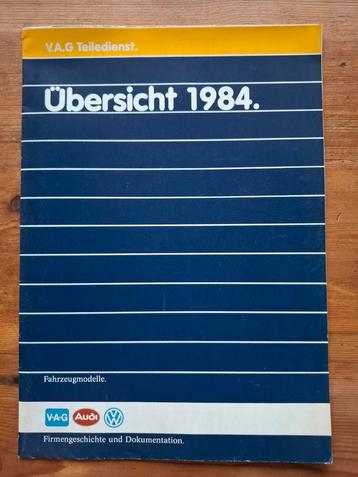 V.A.G Teiledienst.
Übersicht 1984.
Fahrzeugmodelle.
V·A·G Audi VW
Firmengeschichte und Dokumentation.